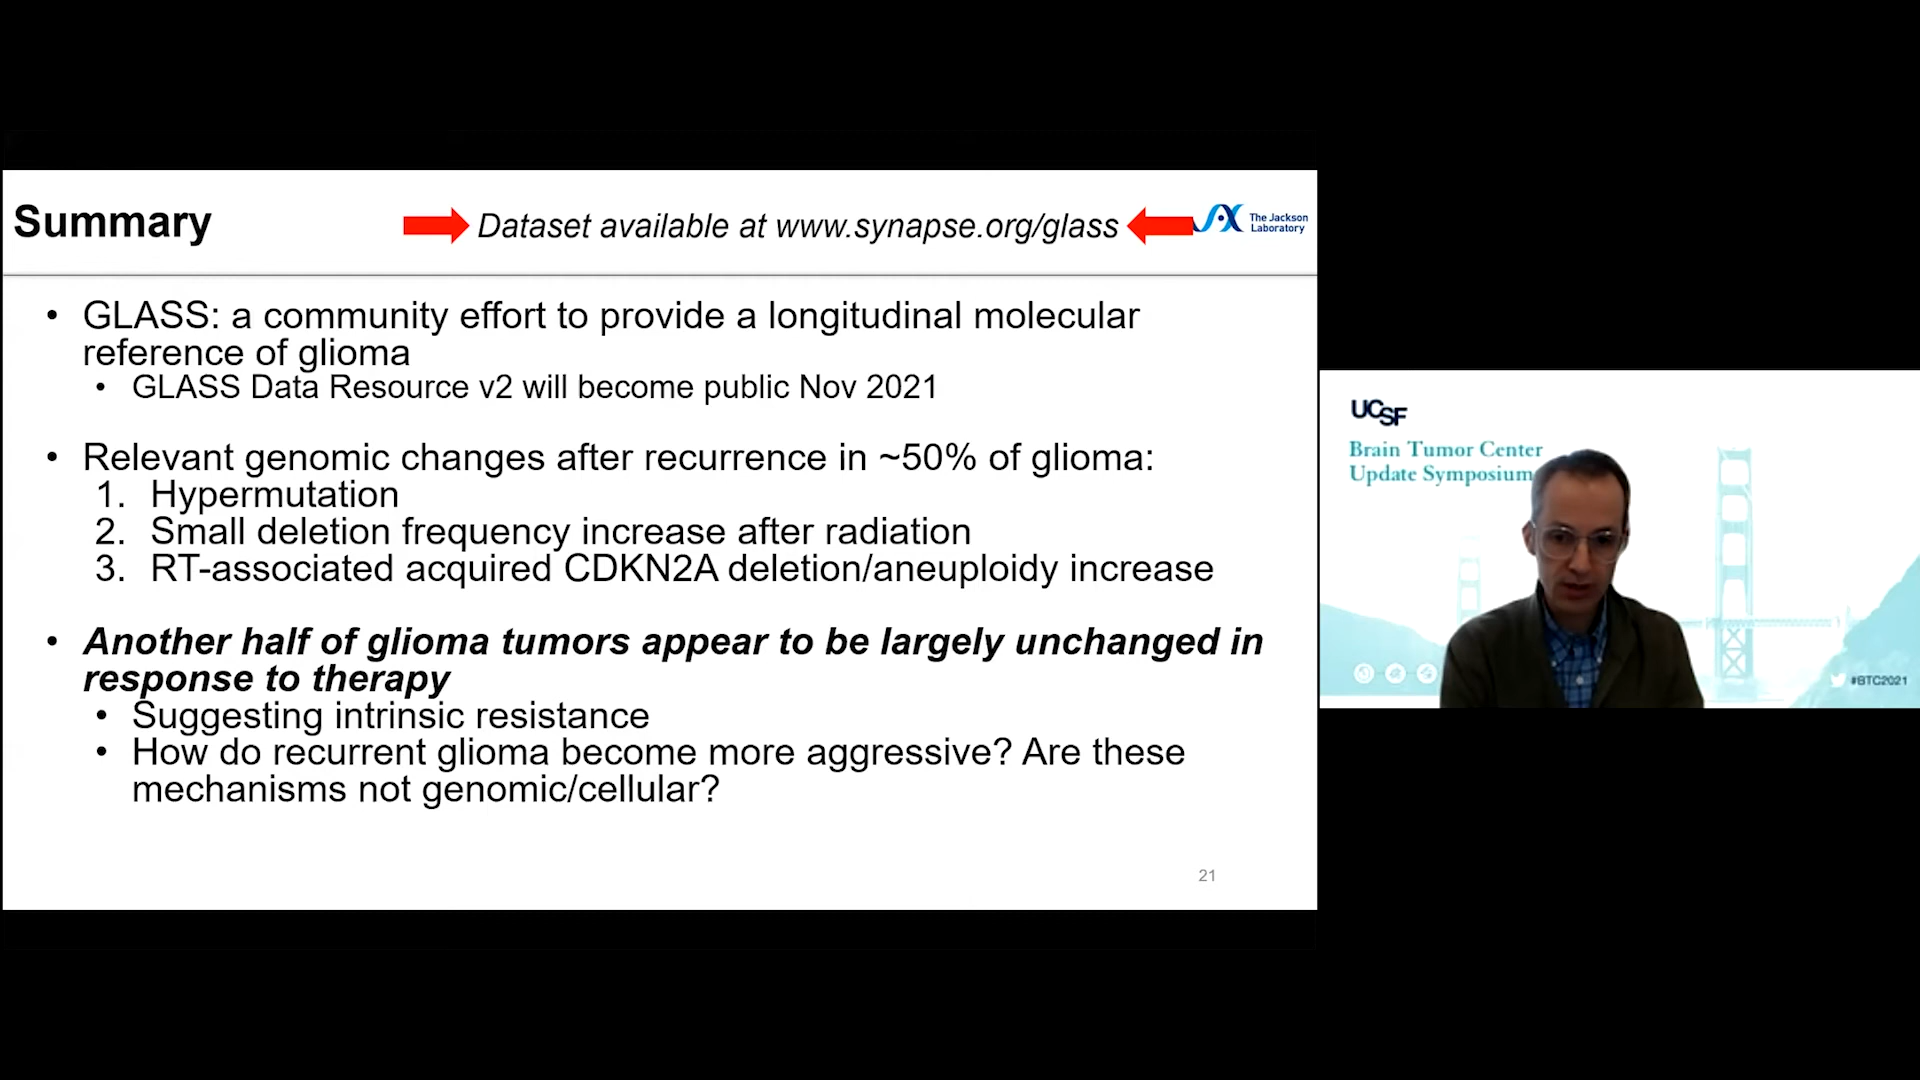 Summary
Dataset available at www.synapse.org/glass
The Jackson
Laboratory
• GLASS: a community effort to provide a longitudinal molecular
reference of glioma
• GLASS Data Resource v2 will become public Nov 2021
• Relevant genomic changes after recurrence in ~50% of glioma:
1. Hypermutation
2. Small deletion frequency increase after radiation
3. RT-associated acquired CDKN2A deletion/aneuploidy increase
• Another half of glioma tumors appear to be largely unchanged in
response to therapy
• Suggesting intrinsic resistance
• How do recurrent glioma become more aggressive? Are these
mechanisms not genomic/cellular?
21
UCSF
Brain Tumor Center
Update Symposium
#BTC2021